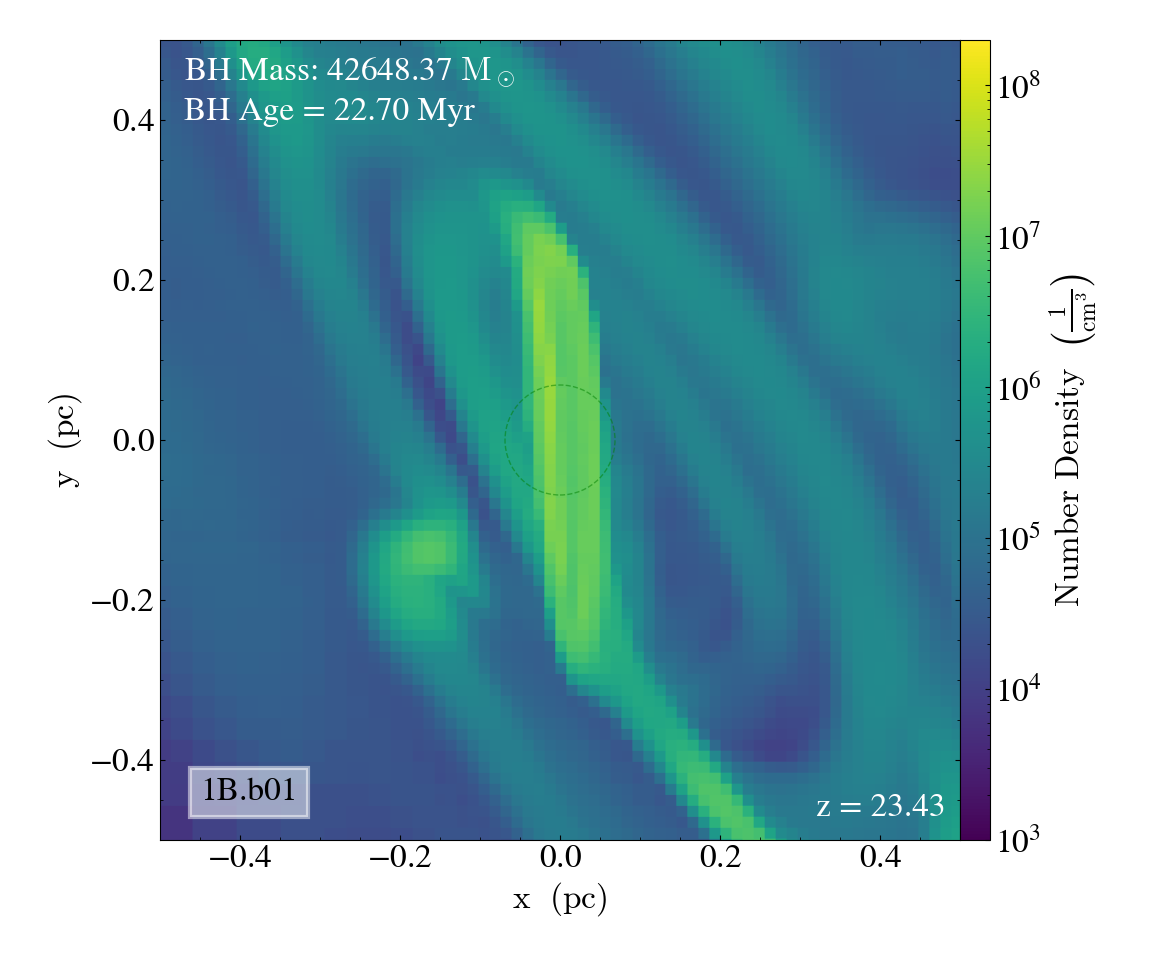 BH Mass: 42648.37 M⊙
BH Age = 22.70 Myr
1B.b01
z = 23.43
0.4
0.2
0.0
−0.2
−0.4
y (pc)
−0.4 −0.2 0.0 0.2 0.4
x (pc)
10⁸
10⁷
10⁶
10⁵
10⁴
10³
Number Density (1/cm³)